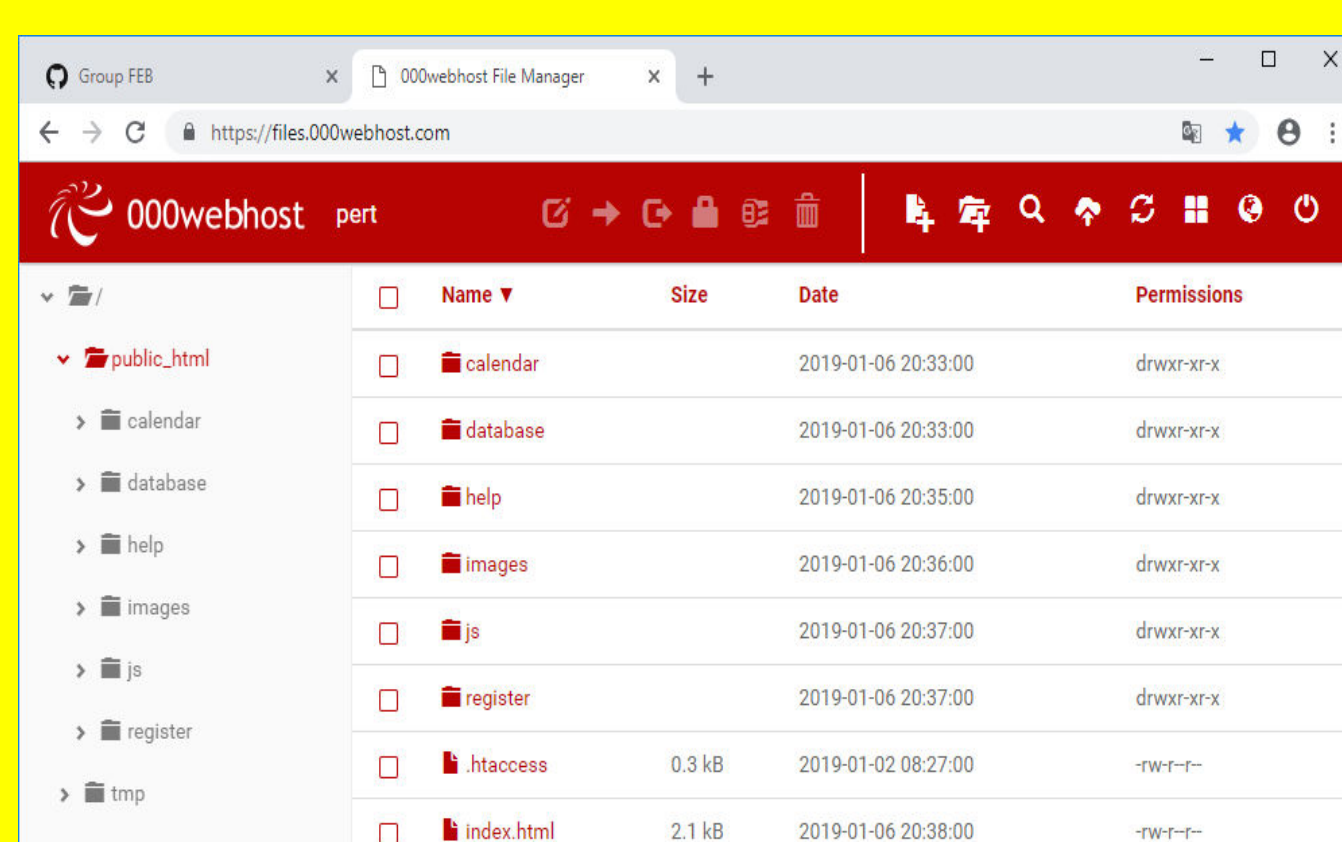 Group FEB
000webhost File Manager
https://files.000webhost.com
000webhost pert
/
public_html
calendar
database
help
images
js
register
tmp
Name ▼ Size Date Permissions
calendar 2019-01-06 20:33:00 drwxr-xr-x
database 2019-01-06 20:33:00 drwxr-xr-x
help 2019-01-06 20:35:00 drwxr-xr-x
images 2019-01-06 20:36:00 drwxr-xr-x
js 2019-01-06 20:37:00 drwxr-xr-x
register 2019-01-06 20:37:00 drwxr-xr-x
.htaccess 0.3 kB 2019-01-02 08:27:00 -rw-r--r--
index.html 2.1 kB 2019-01-06 20:38:00 -rw-r--r--